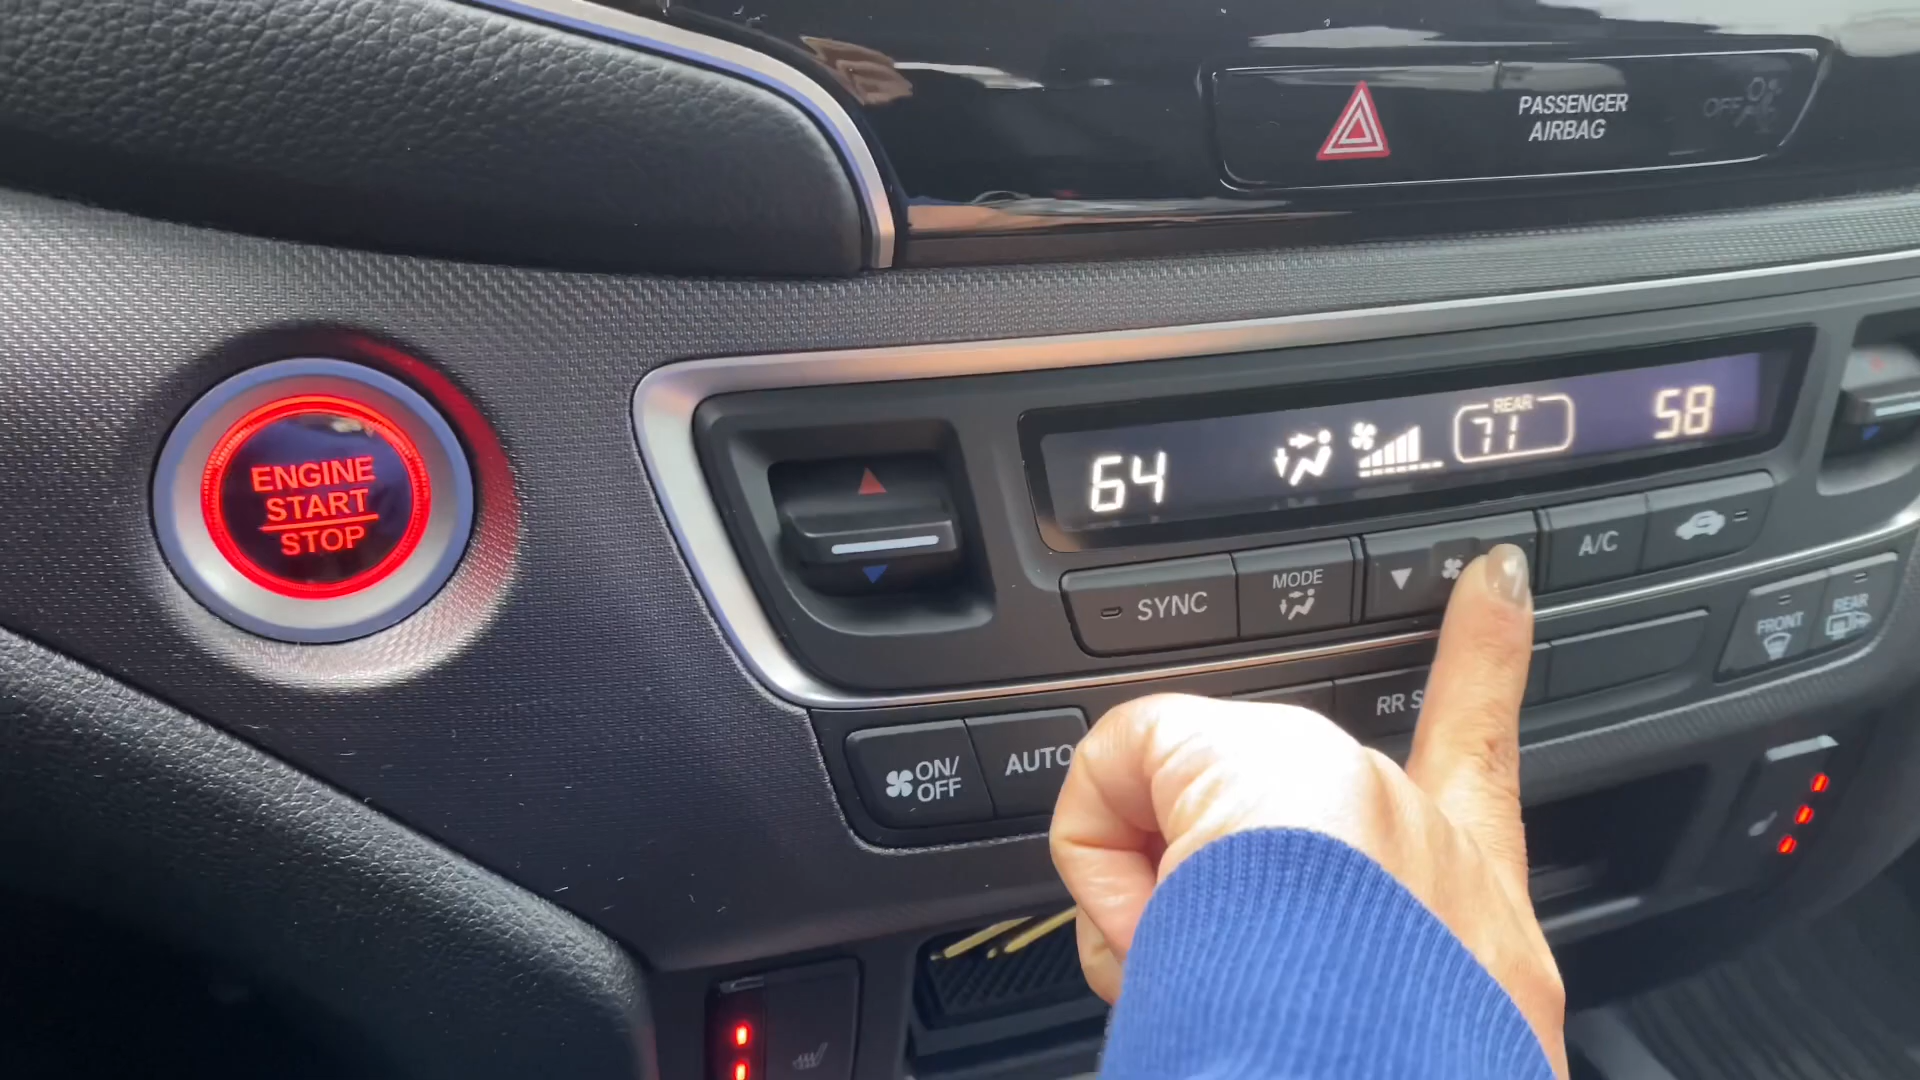 PASSENGER
AIRBAG
OFF
ENGINE
START
STOP
64
REAR
71
58
SYNC
MODE
A/C
FRONT
REAR
ON/
OFF
AUTO
RR S